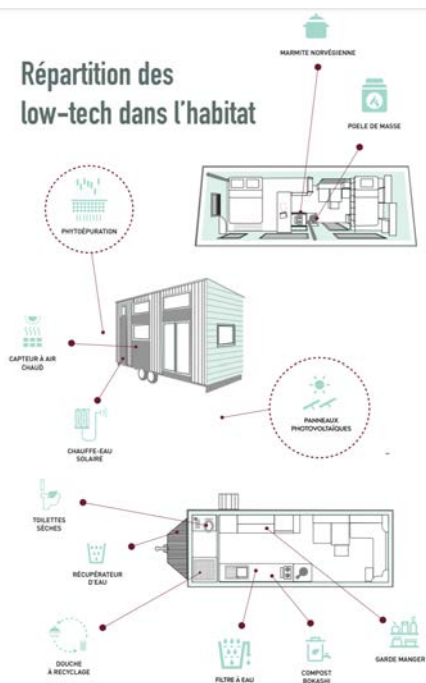 Répartition des
low-tech dans l'habitat
MARMITE NORVÉGIENNE
POELE DE MASSE
PHYTOÉPURATION
CAPTEUR À AIR
CHAUD
CHAUFFE-EAU
SOLAIRE
PANNEAUX
PHOTOVOLTAÏQUES
TOILETTES
SÈCHES
RÉCUPÉRATEUR
D'EAU
DOUCHE
À RECYCLAGE
FILTRE À EAU
COMPOST
BOKASHI
GARDE MANGER